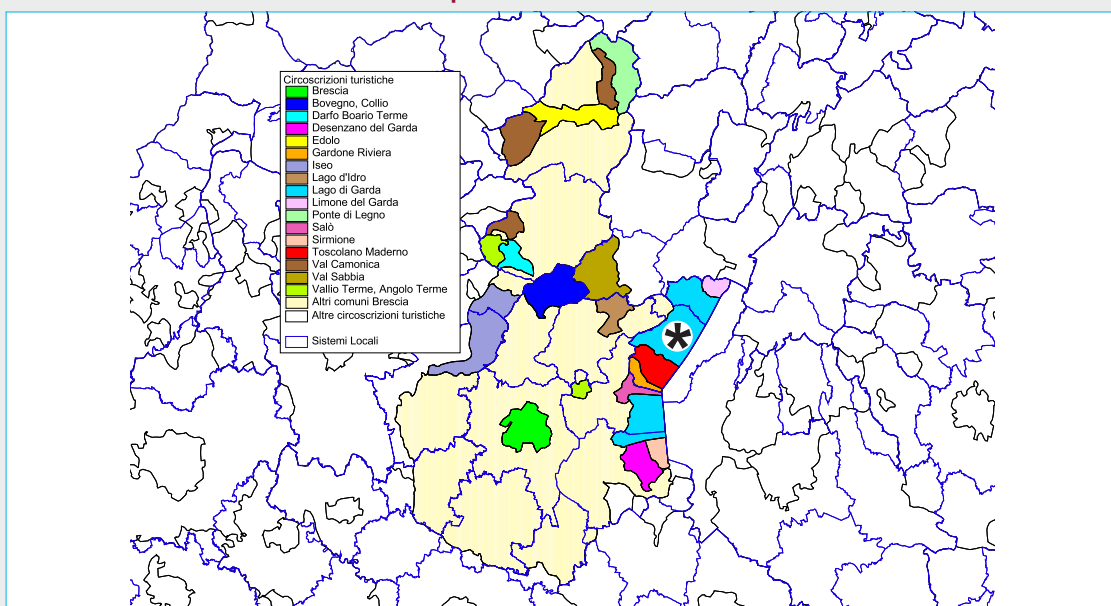 Circoscrizioni turistiche
Brescia
Bovegno, Collio
Darfo Boario Terme
Desenzano del Garda
Edolo
Gardone Riviera
Iseo
Lago d'Idro
Lago di Garda
Limone del Garda
Ponte di Legno
Salò
Sirmione
Toscolano Maderno
Val Camonica
Val Sabbia
Vallio Terme, Angolo Terme
Altri comuni Brescia
Altre circoscrizioni turistiche
Sistemi Locali
*